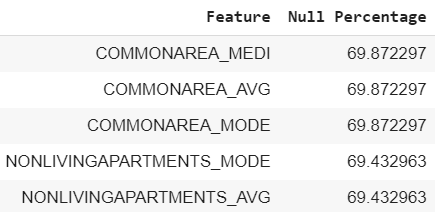 Feature Null Percentage
COMMONAREA_MEDI 69.872297
COMMONAREA_AVG 69.872297
COMMONAREA_MODE 69.872297
NONLIVINGAPARTMENTS_MODE 69.432963
NONLIVINGAPARTMENTS_AVG 69.432963